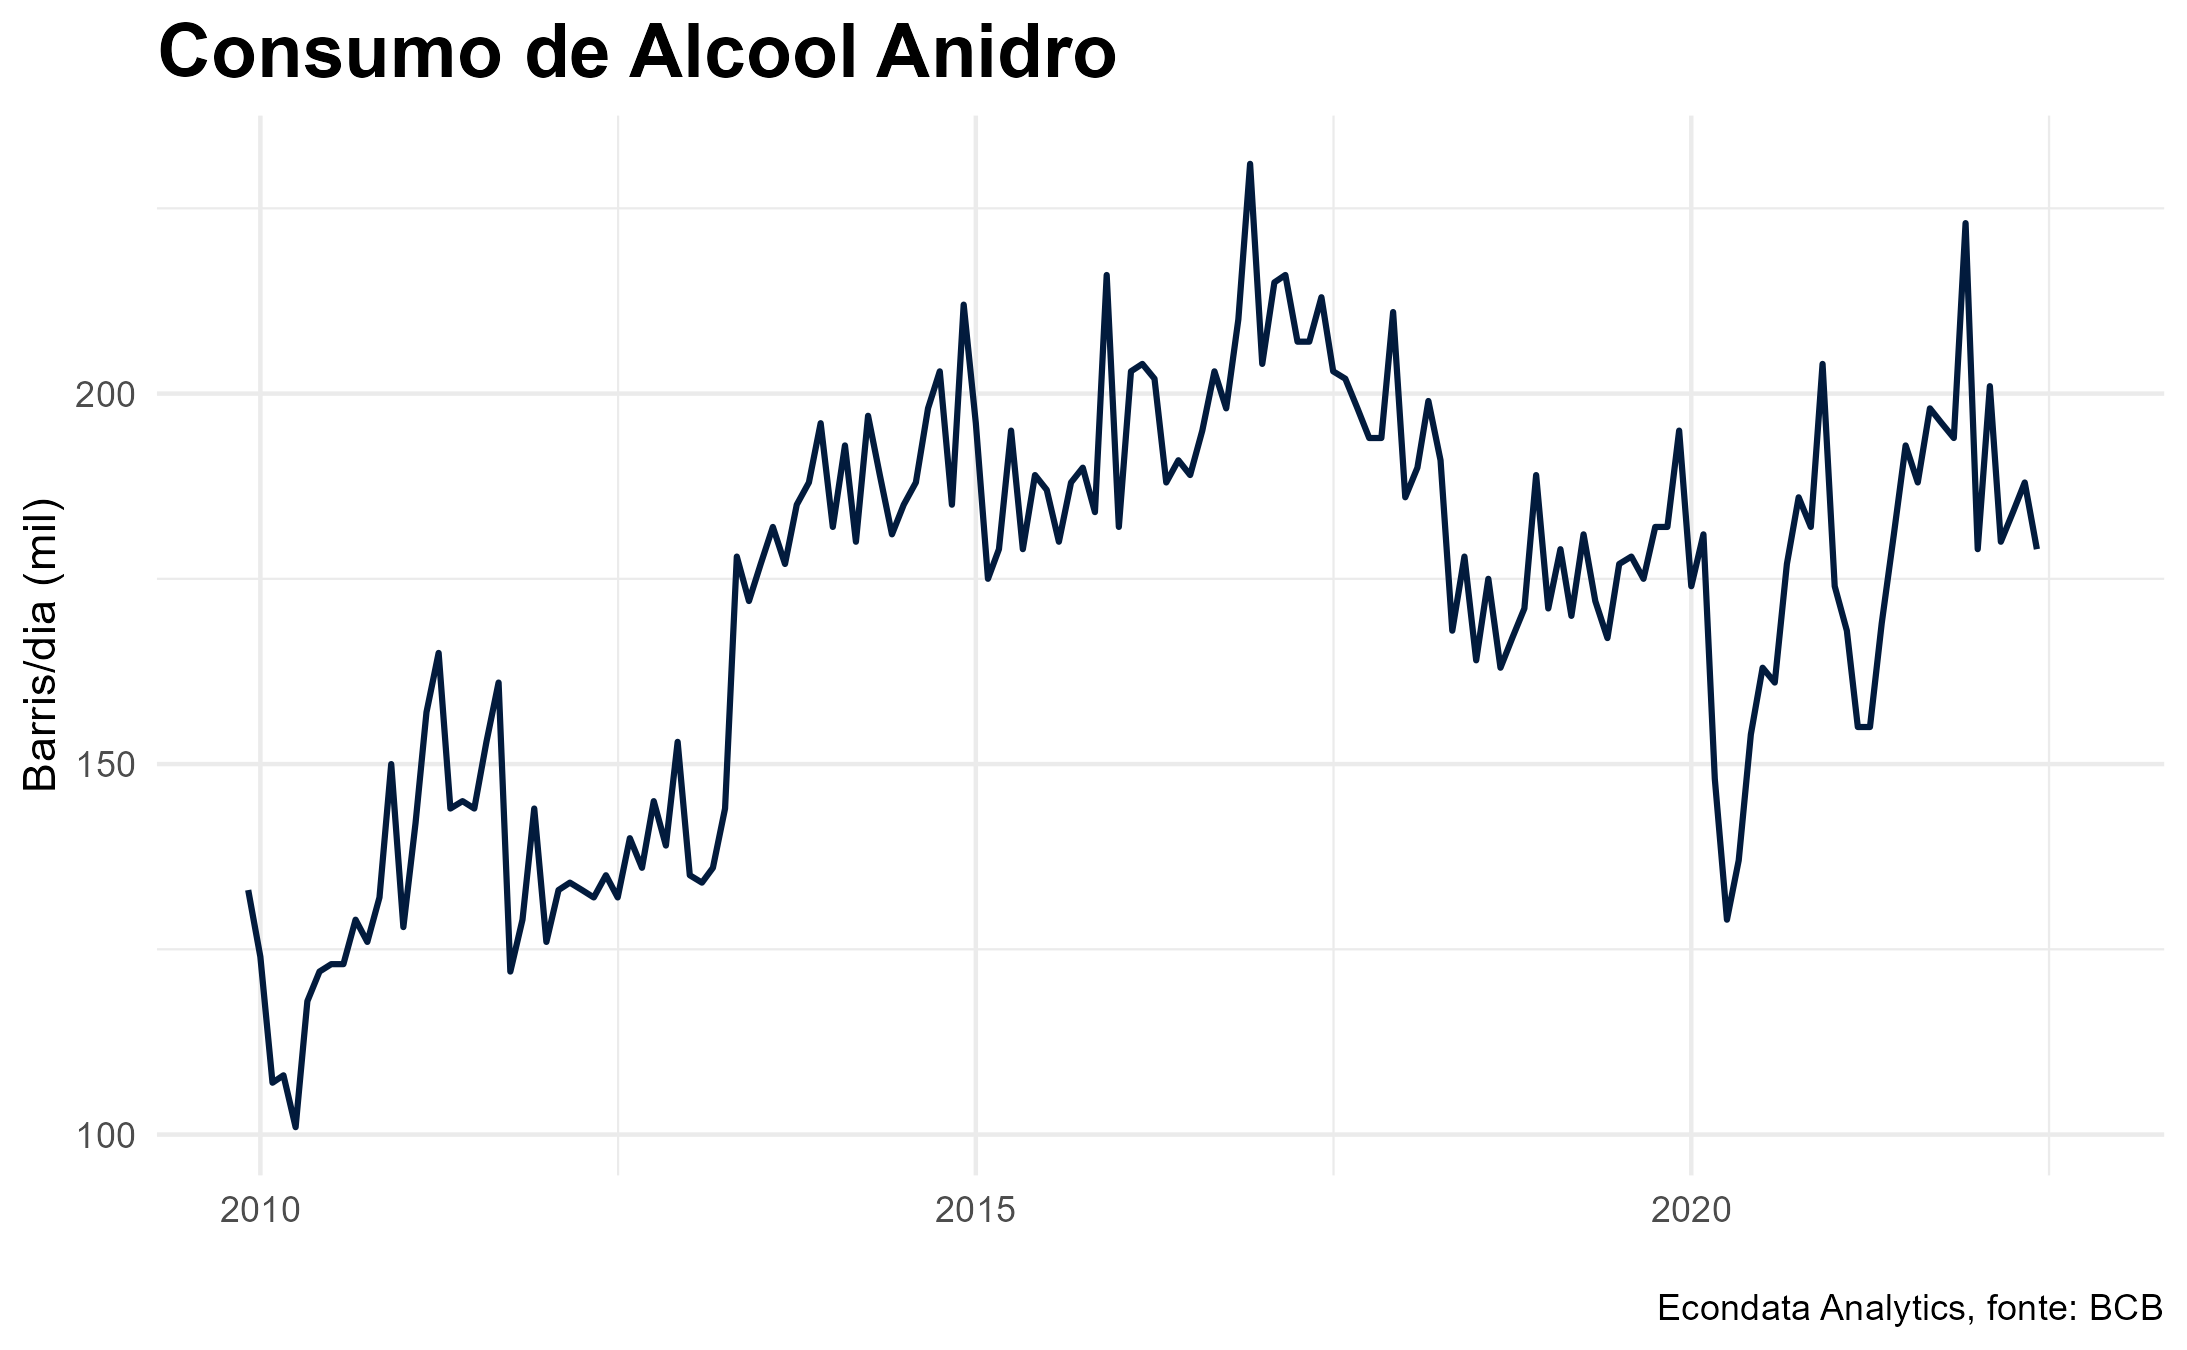 Consumo de Alcool Anidro
Barris/dia (mil)
200
150
100
2010
2015
2020
Econdata Analytics, fonte: BCB